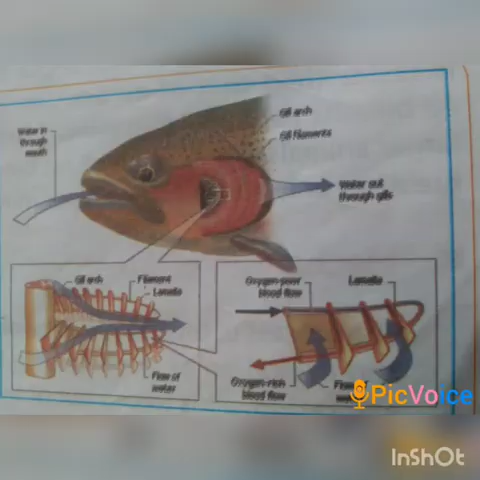 Water in
through
mouth
Gill arch
Gill filaments
Water out
through gills
Gill arch
Filament
Lamella
Flow of
water
Oxygen-poor
blood flow
Lamella
Oxygen-rich
blood flow
Flow of
PicVoice
InShOt